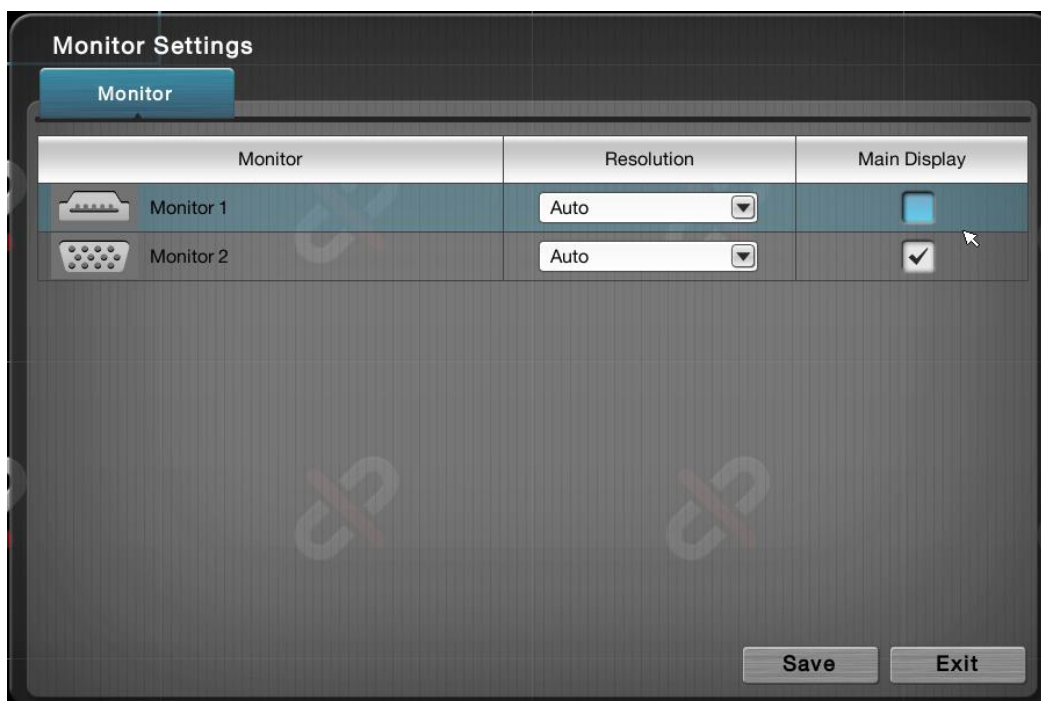 Monitor Settings
Monitor
Monitor Resolution Main Display
Monitor 1 Auto
Monitor 2 Auto
Save Exit